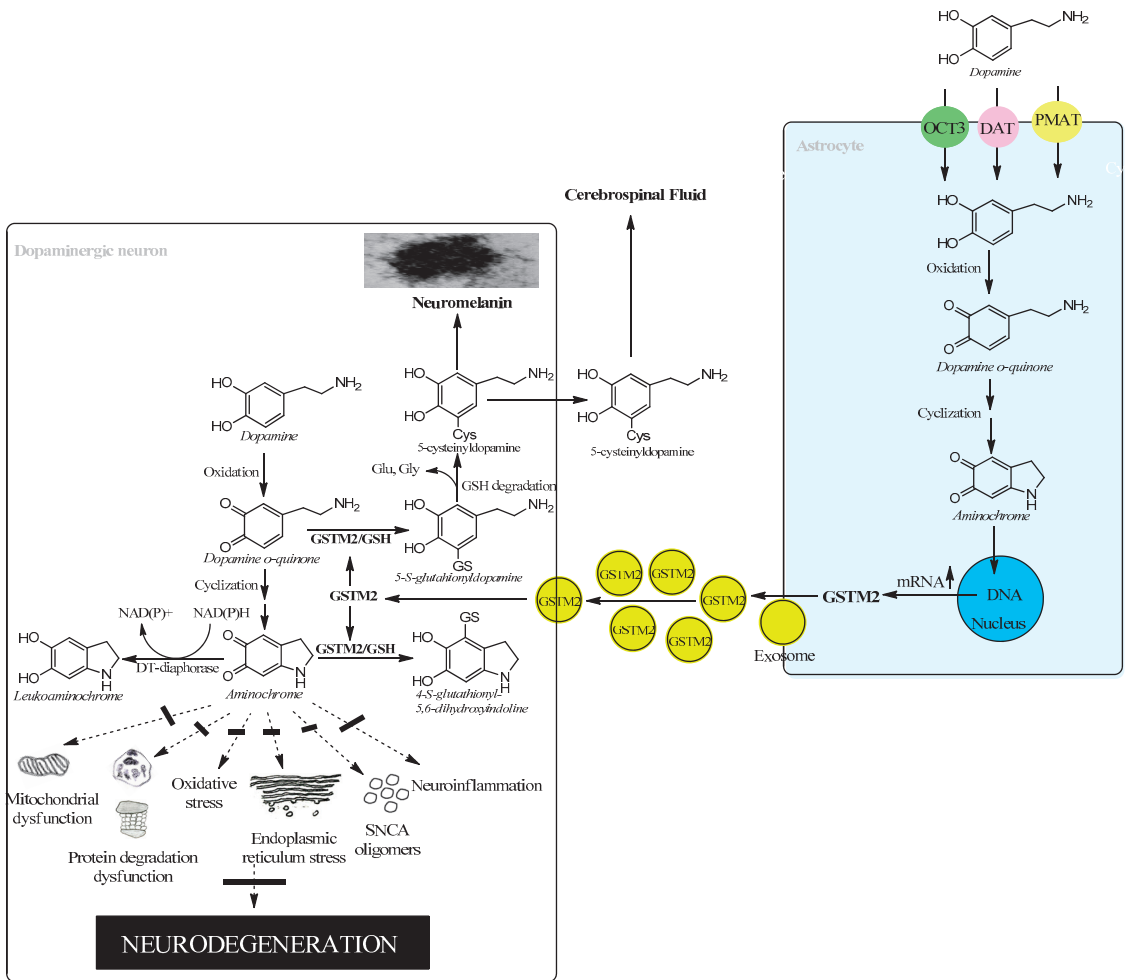 HO
HO
NH2
Dopamine
OCT3
DAT
PMAT
Astrocyte
Cy
HO
HO
NH2
Oxidation
O
O
NH2
Dopamine o-quinone
Cyclization
O
O
N
H
Aminochrome
mRNA
DNA
Nucleus
GSTM2
Exosome
GSTM2
GS1M2
GSTM2
GSTM2
GSTM2
GSTM2
Cerebrospinal Fluid
HO
HO
NH2
Cys
5-cysteinyldopamine
Dopaminergic neuron
Neuromelanin
HO
HO
NH2
Cys
5-cysteinyldopamine
Glu, Gly
GSH degradation
HO
HO
NH2
GS
5-S-glutahionyldopamine
HO
HO
NH2
Dopamine
Oxidation
O
O
NH2
Dopamine o-quinone
GSTM2/GSH
Cyclization
GSTM2
GSTM2/GSH
NAD(P)+
NAD(P)H
DT-diaphorase
HO
HO
N
H
Leukoaminochrome
O
O
N
H
Aminochrome
GS
HO
HO
N
H
4-S-glutathionyl-
5,6-dihydroxyindoline
Mitochondrial
dysfunction
Protein degradation
dysfunction
Oxidative
stress
Endoplasmic
reticulum stress
SNCA
oligomers
Neuroinflammation
NEURODEGENERATION